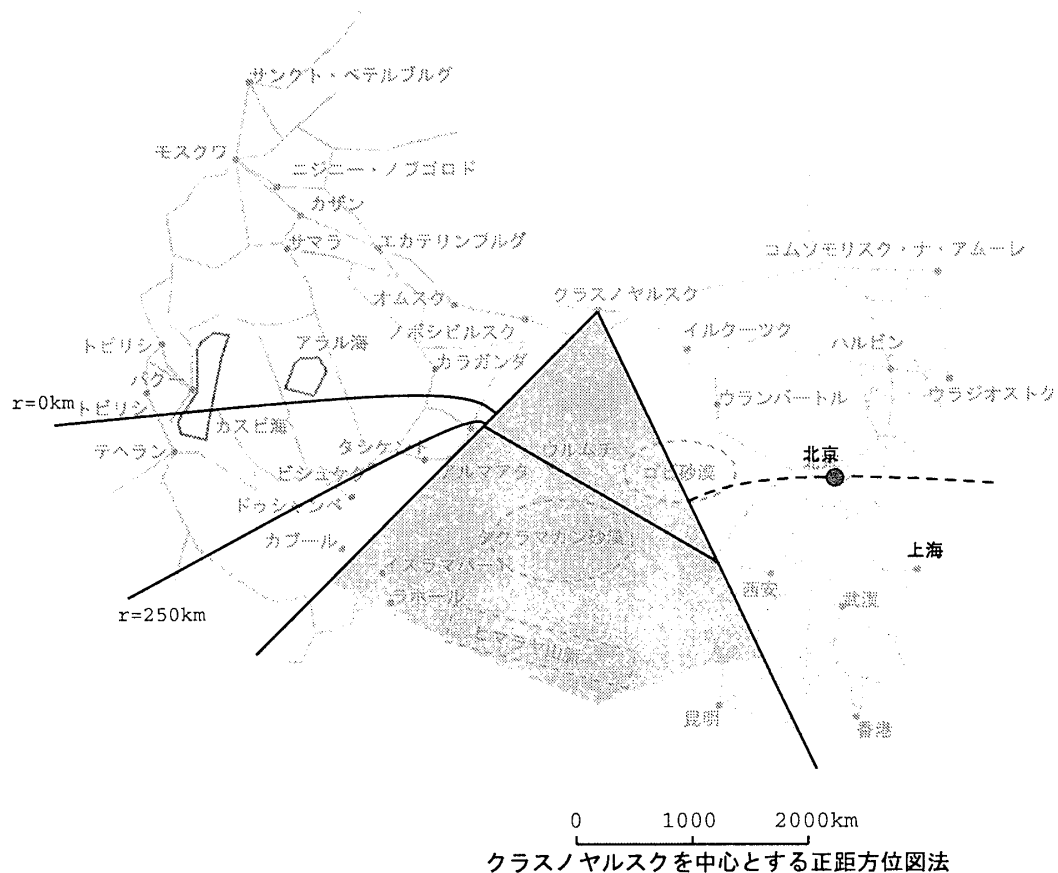 サンクト・ペテルブルグ
モスクワ
ニジニー・ノブゴロド
カザン
サマラ
エカテリンブルグ
コムソモリスク・ナ・アムーレ
オムスク
クラスノヤルスク
ノボシビルスク
イルクーツク
トビリシ
アラル海
カラガンダ
ハルビン
バクー
r=0km
トビリシ
カスピ海
ウランバートル
ウラジオストク
テヘラン
タシケント
ウルムチ
北京
ビシュケク
アルマアタ
ゴビ砂漠
ドゥシャンベ
カブール
タクラマカン砂漠
上海
イスラマバード
西安
r=250km
ラホール
武漢
ヒマラヤ山脈
昆明
香港
0 1000 2000km
クラスノヤルスクを中心とする正距方位図法